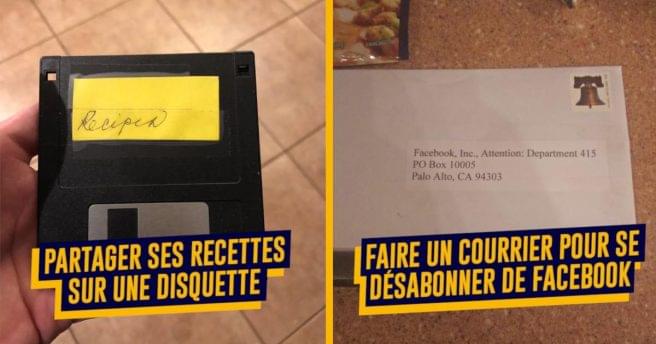 Recipes
PARTAGER SES RECETTES
SUR UNE DISQUETTE
Facebook, Inc., Attention: Department 415
PO Box 10005
Palo Alto, CA 94303
FAIRE UN COURRIER POUR SE
DÉSABONNER DE FACEBOOK